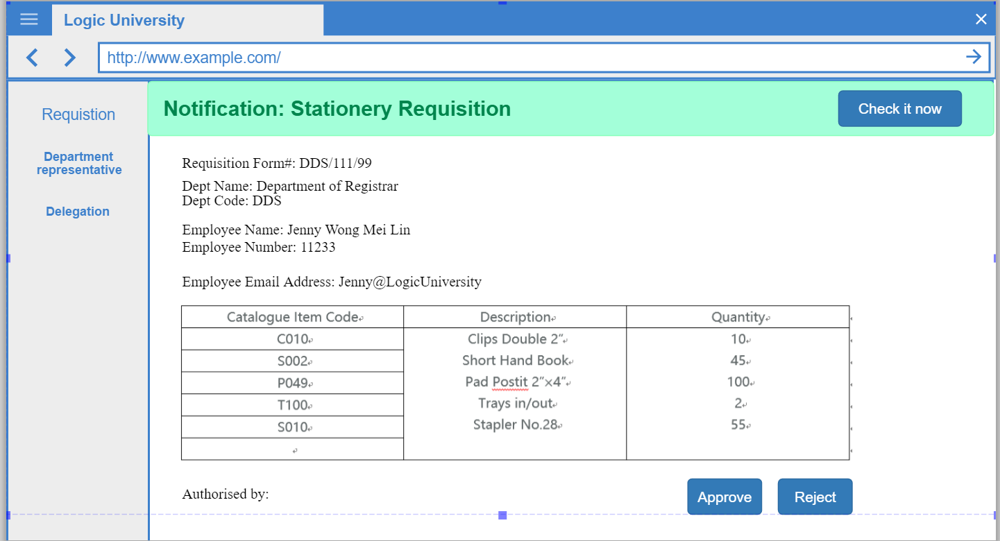 Logic University
http://www.example.com/
Requistion
Department
representative
Delegation
Notification: Stationery Requisition
Check it now
Requisition Form#: DDS/111/99
Dept Name: Department of Registrar
Dept Code: DDS
Employee Name: Jenny Wong Mei Lin
Employee Number: 11233
Employee Email Address: Jenny@LogicUniversity
Catalogue Item Code Description Quantity
C010 Clips Double 2" 10
S002 Short Hand Book 45
P049 Pad Postit 2"×4" 100
T100 Trays in/out 2
S010 Stapler No.28 55
Authorised by:
Approve Reject